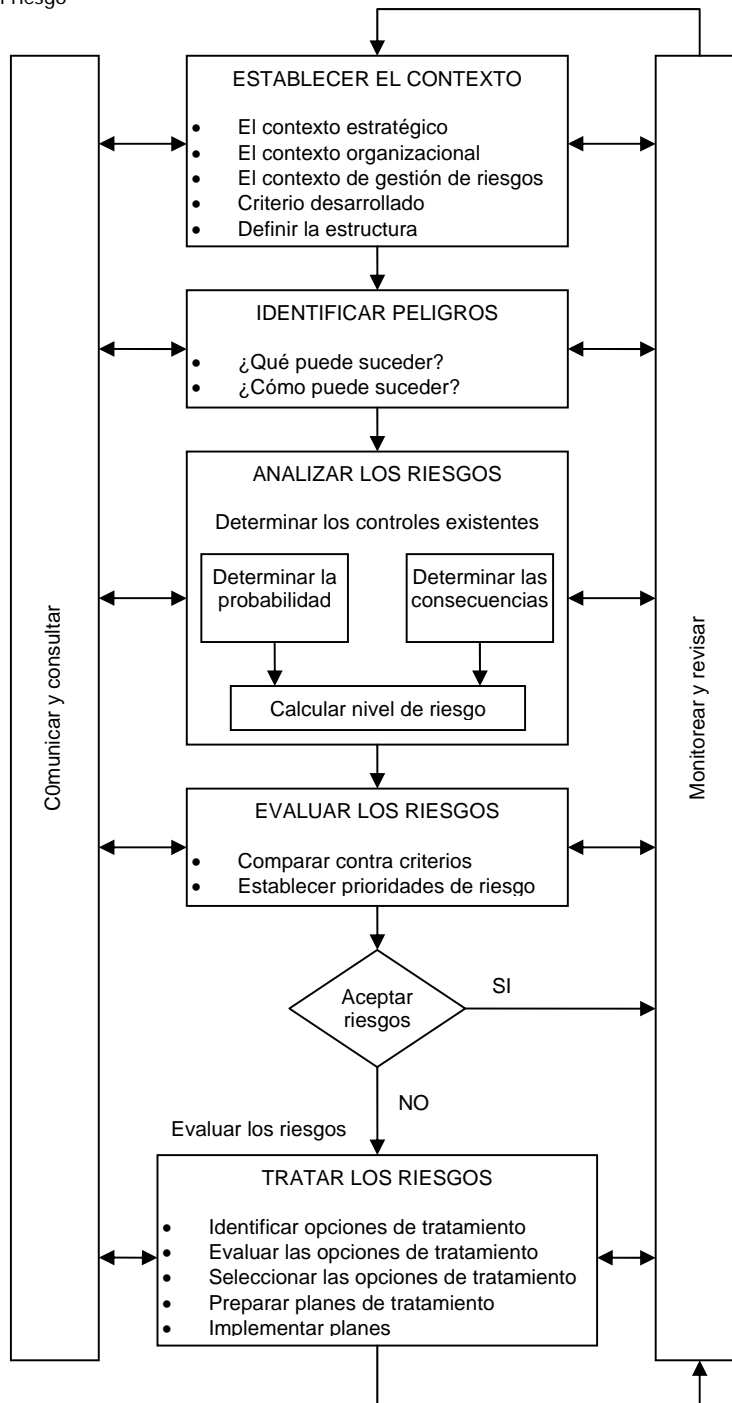 riesgo
ESTABLECER EL CONTEXTO
• El contexto estratégico
• El contexto organizacional
• El contexto de gestión de riesgos
• Criterio desarrollado
• Definir la estructura
IDENTIFICAR PELIGROS
• ¿Qué puede suceder?
• ¿Cómo puede suceder?
ANALIZAR LOS RIESGOS
Determinar los controles existentes
Determinar la
probabilidad
Determinar las
consecuencias
Calcular nivel de riesgo
C0municar y consultar
Monitorear y revisar
EVALUAR LOS RIESGOS
• Comparar contra criterios
• Establecer prioridades de riesgo
Aceptar
riesgos
SI
NO
Evaluar los riesgos
TRATAR LOS RIESGOS
• Identificar opciones de tratamiento
• Evaluar las opciones de tratamiento
• Seleccionar las opciones de tratamiento
• Preparar planes de tratamiento
• Implementar planes